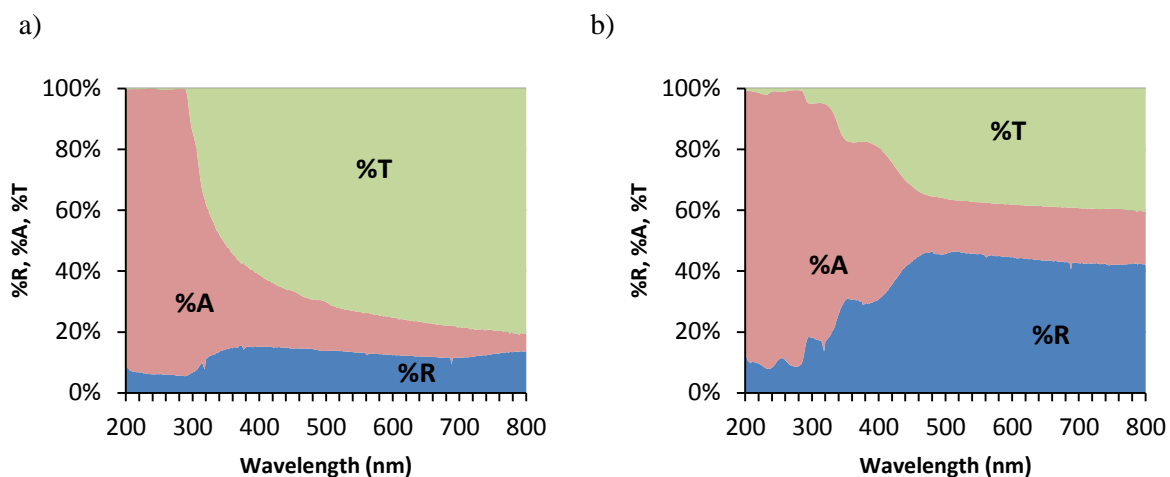 a)
b)
%R, %A, %T
100%
80%
60%
40%
20%
0%
%T
%A
%R
200 300 400 500 600 700 800
Wavelength (nm)
%R, %A, %T
100%
80%
60%
40%
20%
0%
%T
%A
%R
200 300 400 500 600 700 800
Wavelength (nm)